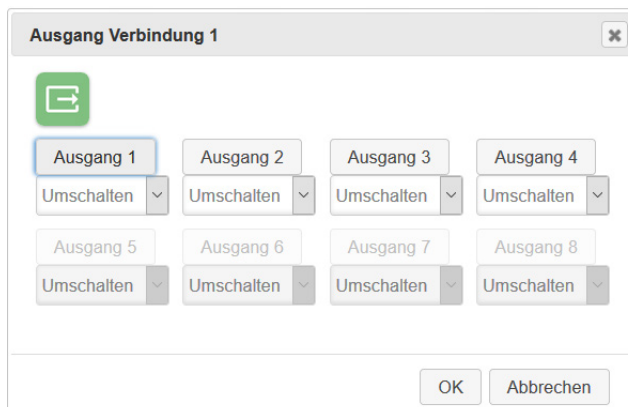 Ausgang Verbindung 1
Ausgang 1 Ausgang 2 Ausgang 3 Ausgang 4
Umschalten Umschalten Umschalten Umschalten
Ausgang 5 Ausgang 6 Ausgang 7 Ausgang 8
Umschalten Umschalten Umschalten Umschalten
OK Abbrechen